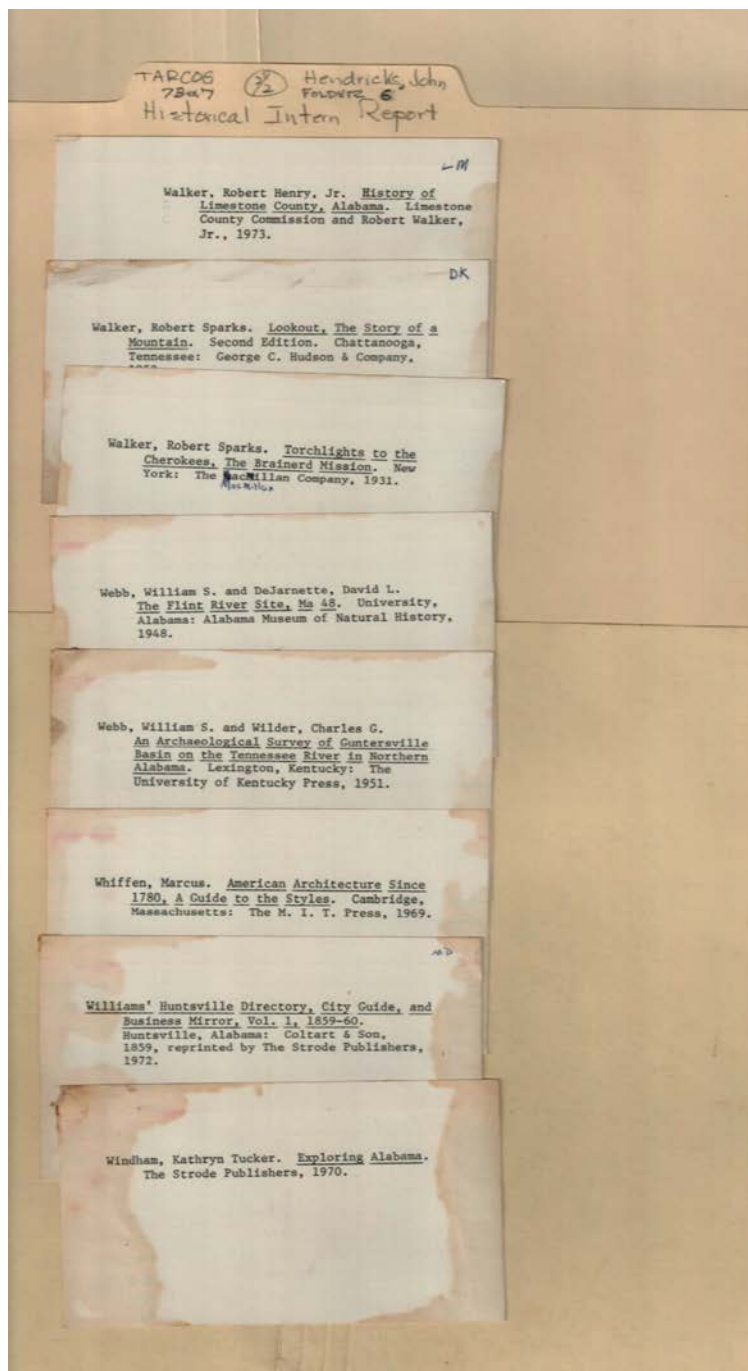 TARCOG
Hendricks, John
FOLDER 6
Historical Intern Report
LM
Walker, Robert Henry, Jr. History of
Limestone County, Alabama. Limestone
County Commission and Robert Walker,
Jr., 1973.
DK
Walker, Robert Sparks. Lookout, The Story of a
Mountain. Second Edition. Chattanooga,
Tennessee: George C. Hudson & Company,
Walker, Robert Sparks. Torchlights to the
Cherokees, The Brainerd Mission. New
York: The MacMillan Company, 1931.
Webb, William S. and DeJarnette, David L.
The Flint River Site, Ma 48. University,
Alabama: Alabama Museum of Natural History,
1948.
Webb, William S. and Wilder, Charles G.
An Archaeological Survey of Guntersville
Basin on the Tennessee River in Northern
Alabama. Lexington, Kentucky: The
University of Kentucky Press, 1951.
Whiffen, Marcus. American Architecture Since
1780, A Guide to the Styles. Cambridge,
Massachusetts: The M. I. T. Press, 1969.
MD
Williams' Huntsville Directory, City Guide, and
Business Mirror, Vol. 1, 1859-60.
Huntsville, Alabama: Coltart & Son,
1859, reprinted by The Strode Publishers,
1972.
Windham, Kathryn Tucker. Exploring Alabama.
The Strode Publishers, 1970.